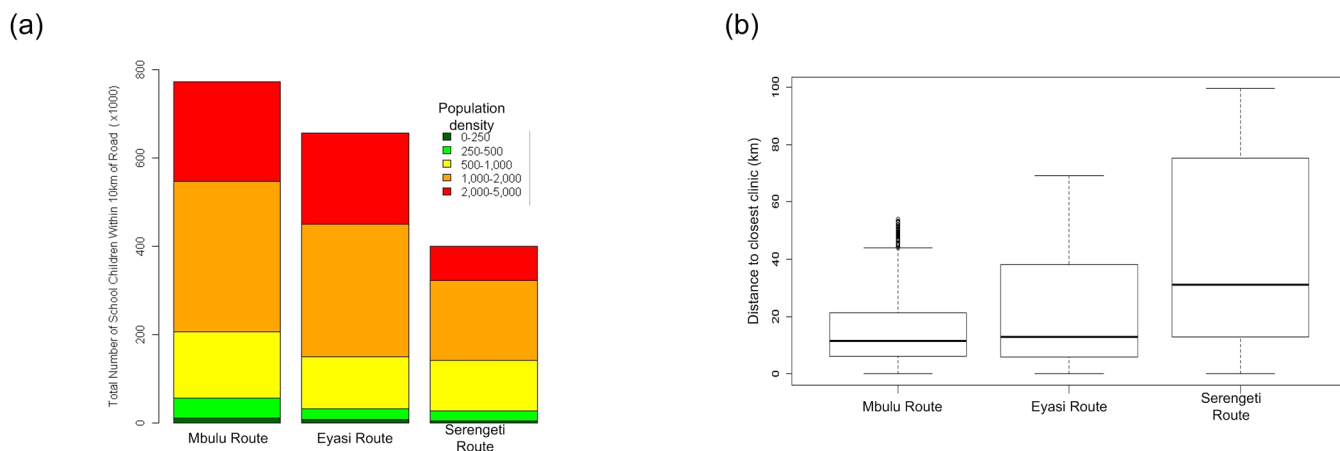 (a)
Total Number of School Children Within 10km of Road (x1000)
0
200
400
600
800
Population
density
0-250
250-500
500-1,000
1,000-2,000
2,000-5,000
Mbulu Route
Eyasi Route
Serengeti
Route
(b)
Distance to closest clinic (km)
0
20
40
60
80
100
Mbulu Route
Eyasi Route
Serengeti
Route